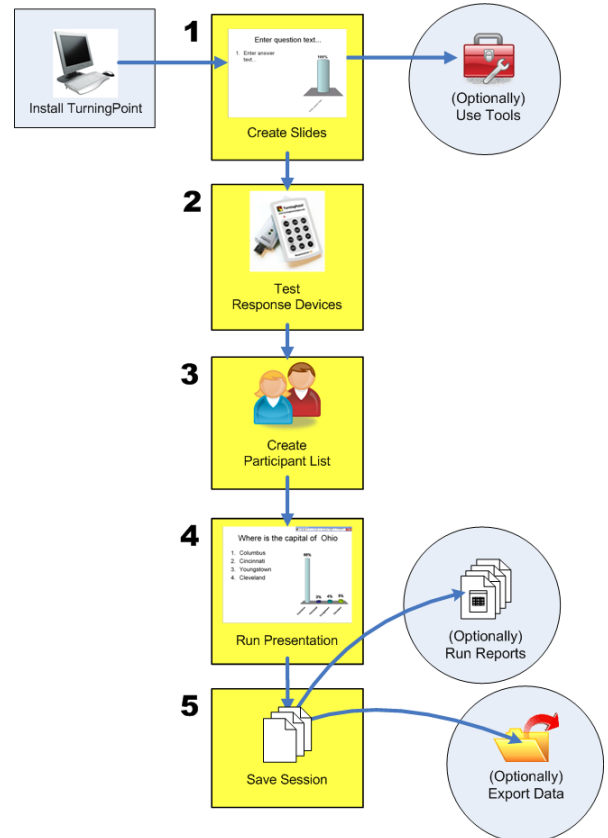 Install TurningPoint
1
Enter question text...
1. Enter answer
text...
100%
Create Slides
(Optionally)
Use Tools
2
TurningPoint
Test
Response Devices
3
Create
Participant List
4
Where is the capital of Ohio
1. Columbus
2. Cincinnati
3. Youngstown
4. Cleveland
Run Presentation
(Optionally)
Run Reports
5
Save Session
(Optionally)
Export Data